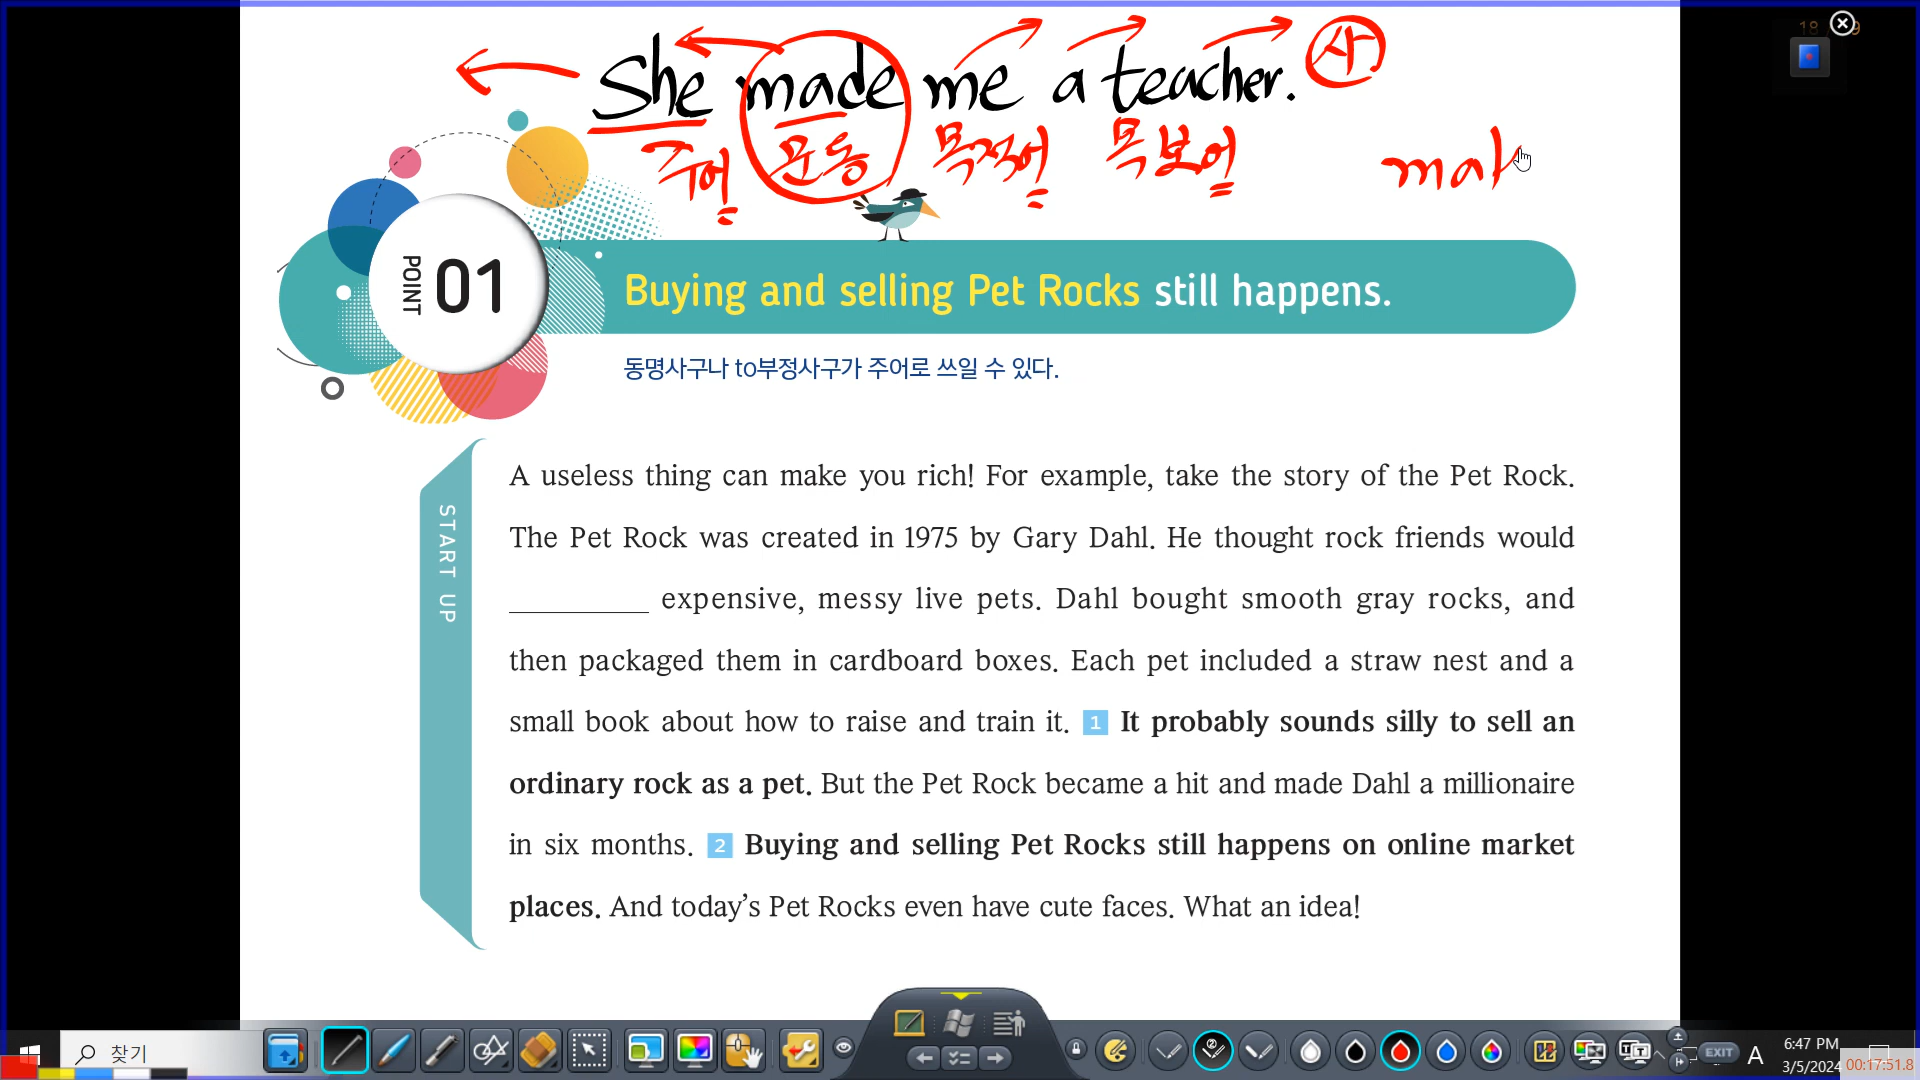 She made me a teacher. 사
주어 문동 목적어 목보어
mak
POINT 01
Buying and selling Pet Rocks still happens.
동명사구나 to부정사구가 주어로 쓰일 수 있다.
START UP
A useless thing can make you rich! For example, take the story of the Pet Rock.
The Pet Rock was created in 1975 by Gary Dahl. He thought rock friends would
__________ expensive, messy live pets. Dahl bought smooth gray rocks, and
then packaged them in cardboard boxes. Each pet included a straw nest and a
small book about how to raise and train it. 1 It probably sounds silly to sell an
ordinary rock as a pet. But the Pet Rock became a hit and made Dahl a millionaire
in six months. 2 Buying and selling Pet Rocks still happens on online market
places. And today’s Pet Rocks even have cute faces. What an idea!
찾기
EXIT
A
6:47 PM
3/5/2024
00:17:51.8